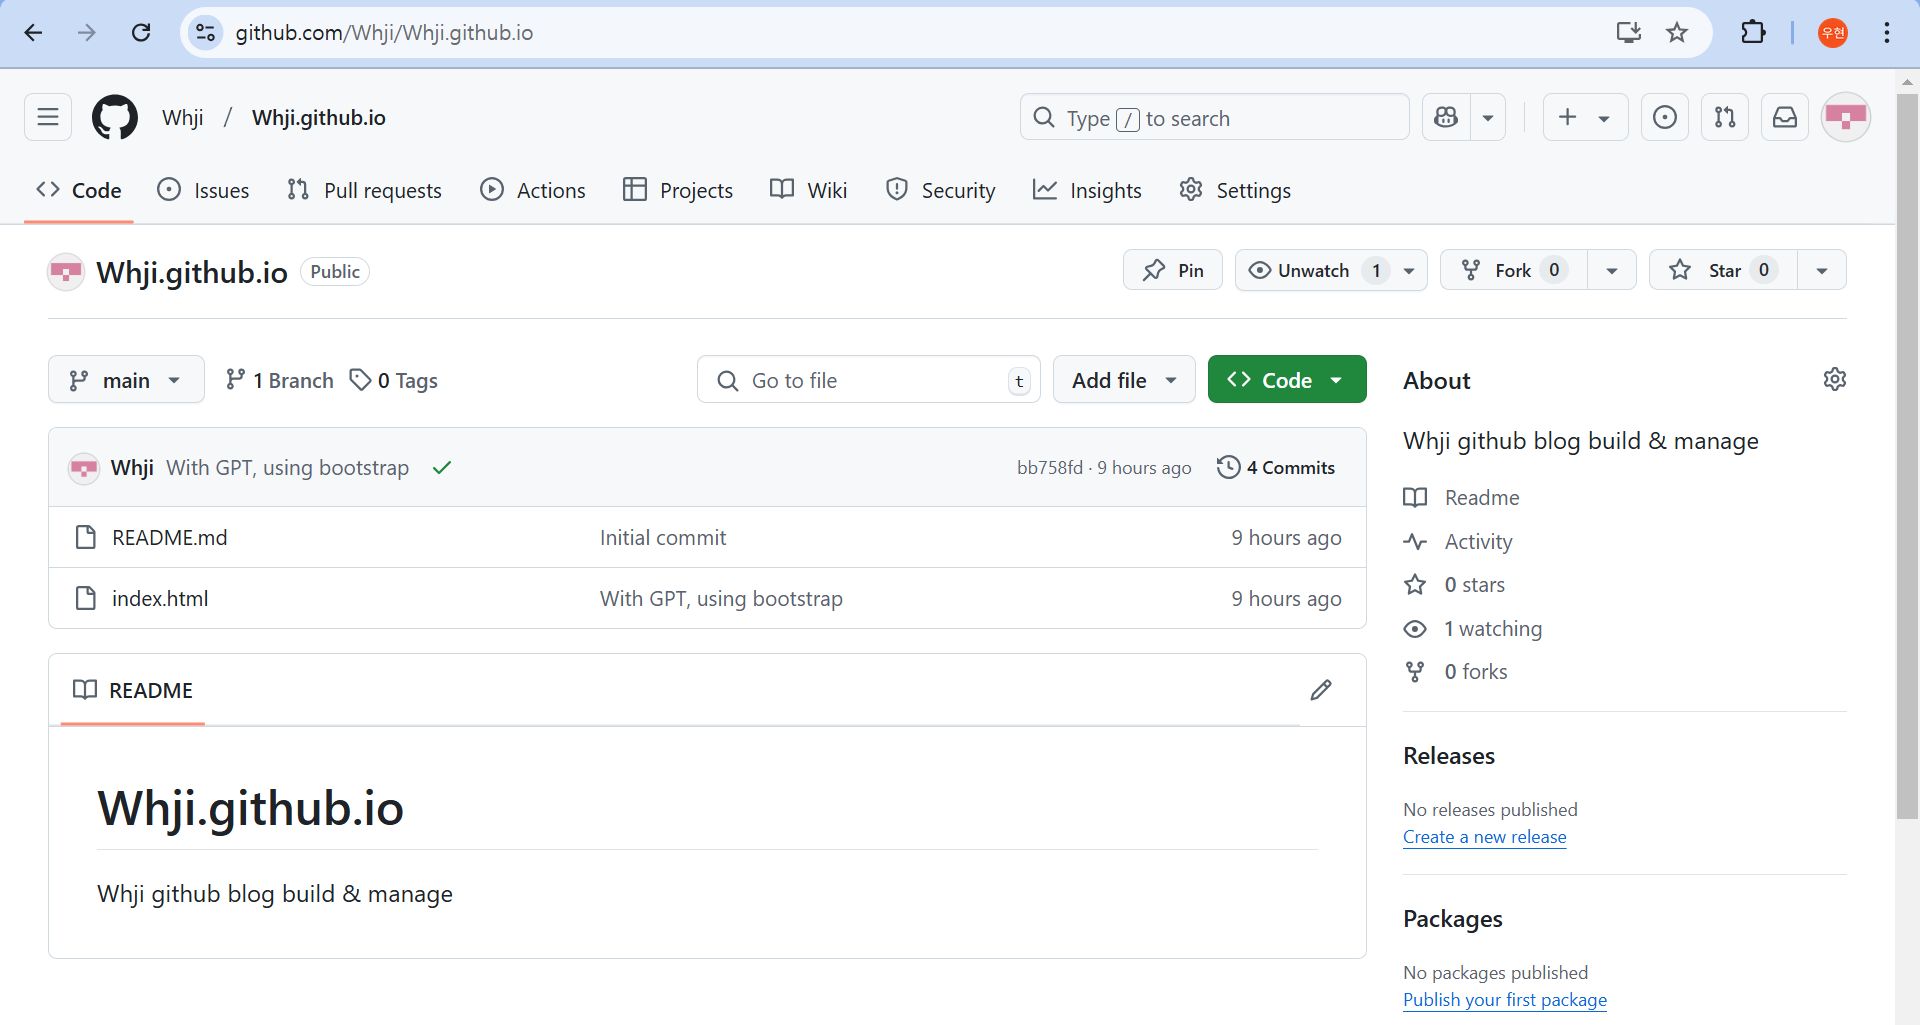 github.com/Whji/Whji.github.io
우현
Whji / Whji.github.io
Type / to search
Code Issues Pull requests Actions Projects Wiki Security Insights Settings
Whji.github.io Public
Pin Unwatch 1 Fork 0 Star 0
main 1 Branch 0 Tags Go to file t Add file Code
Whji With GPT, using bootstrap bb758fd · 9 hours ago 4 Commits
README.md Initial commit 9 hours ago
index.html With GPT, using bootstrap 9 hours ago
README
Whji.github.io
Whji github blog build & manage
About
Whji github blog build & manage
Readme
Activity
0 stars
1 watching
0 forks
Releases
No releases published
Create a new release
Packages
No packages published
Publish your first package